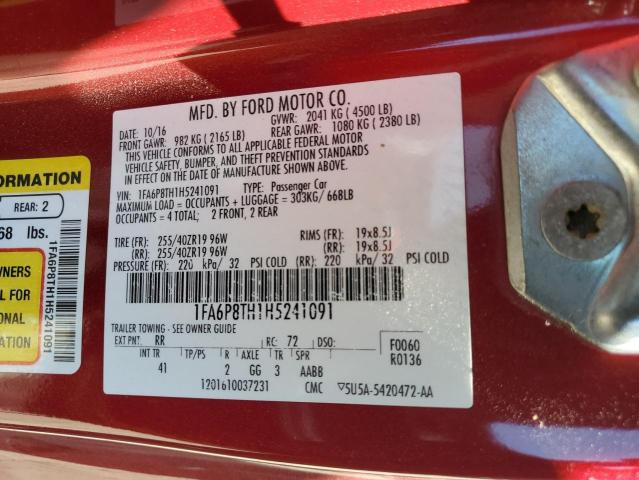 MFD. BY FORD MOTOR CO.
DATE: 10/16 GVWR: 2041 KG ( 4500 LB)
FRONT GAWR: 982 KG ( 2165 LB) REAR GAWR: 1080 KG ( 2380 LB)
THIS VEHICLE CONFORMS TO ALL APPLICABLE FEDERAL MOTOR
VEHICLE SAFETY, BUMPER, AND THEFT PREVENTION STANDARDS
IN EFFECT ON THE DATE OF MANUFACTURE SHOWN ABOVE.
VIN: 1FA6P8TH1H5241091 TYPE: Passenger Car
MAXIMUM LOAD = OCCUPANTS + LUGGAGE = 303KG/ 668LB
OCCUPANTS = 4 TOTAL; 2 FRONT, 2 REAR
TIRE (FR): 255/40ZR19 96W RIMS (FR): 19x8.5J
(RR): 255/40ZR19 96W (RR): 19x8.5J
PRESSURE (FR): 220 kPa/ 32 PSI COLD (RR): 220 kPa/ 32 PSI COLD
1FA6P8TH1H5241091
TRAILER TOWING - SEE OWNER GUIDE
EXT PNT: RR RC: 72 DSO: F0060
INT TR TP/PS R AXLE TR SPR R0136
41 2 GG 3 AABB
1201610037231 CMC 5U5A-5420472-AA
FORMATION
REAR: 2
68 lbs.
WNERS
L FOR
ONAL
ATION
1FA6P8TH1H5241091